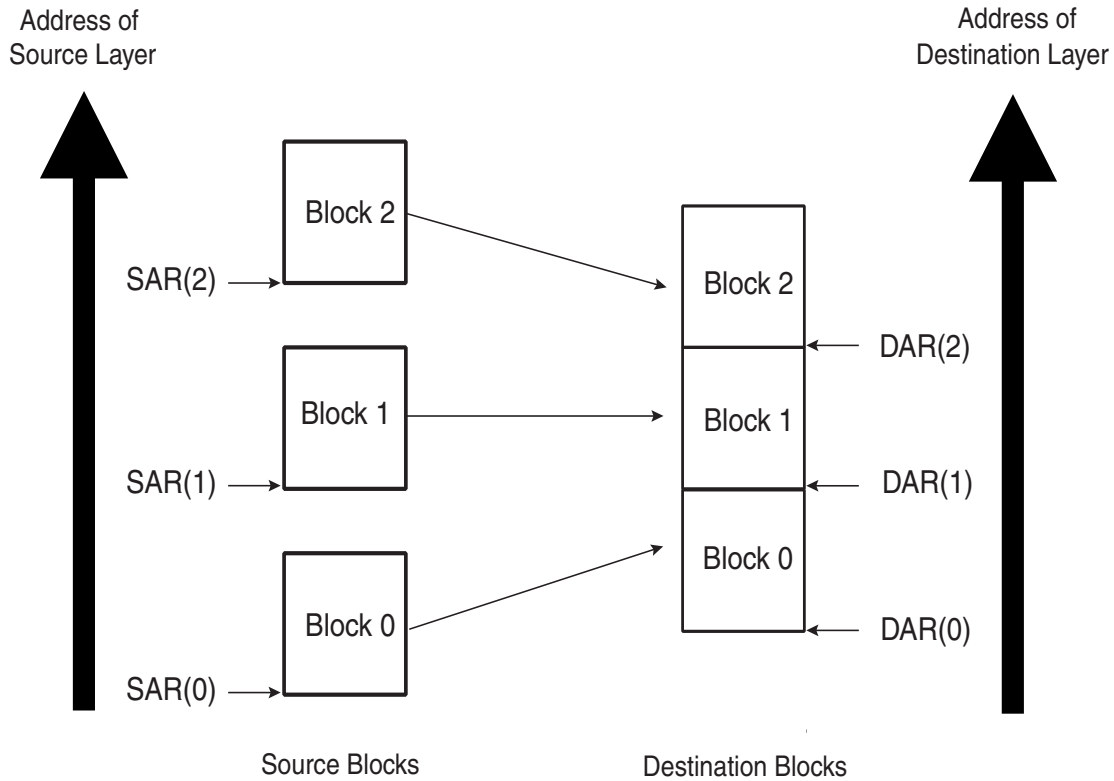 Address of
Source Layer
Address of
Destination Layer
Block 2
SAR(2)
Block 2
DAR(2)
Block 1
Block 1
SAR(1)
DAR(1)
Block 0
Block 0
DAR(0)
SAR(0)
Source Blocks
Destination Blocks